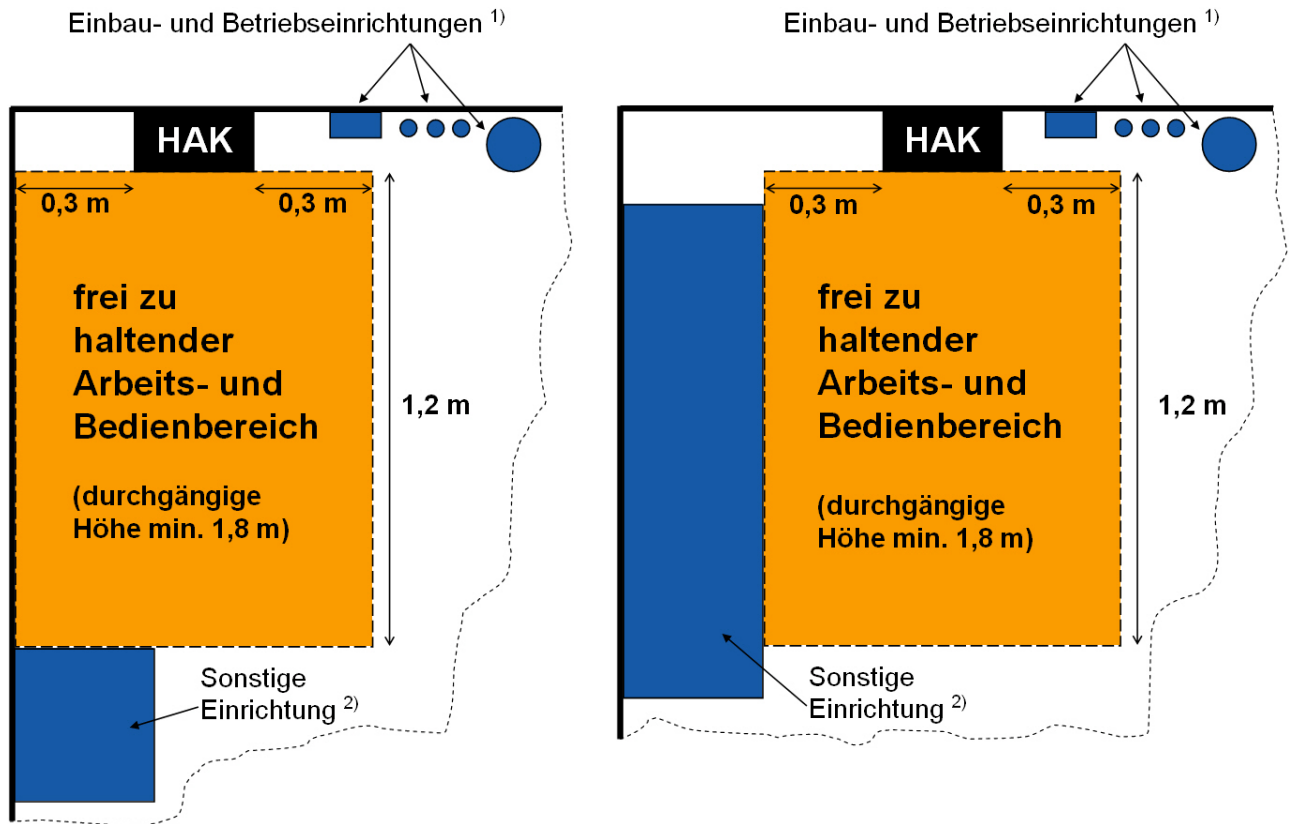 Einbau- und Betriebseinrichtungen 1)
HAK
0,3 m
0,3 m
frei zu
haltender
Arbeits- und
Bedienbereich
(durchgängige
Höhe min. 1,8 m)
1,2 m
Sonstige
Einrichtung 2)
Einbau- und Betriebseinrichtungen 1)
HAK
0,3 m
0,3 m
frei zu
haltender
Arbeits- und
Bedienbereich
(durchgängige
Höhe min. 1,8 m)
1,2 m
Sonstige
Einrichtung 2)